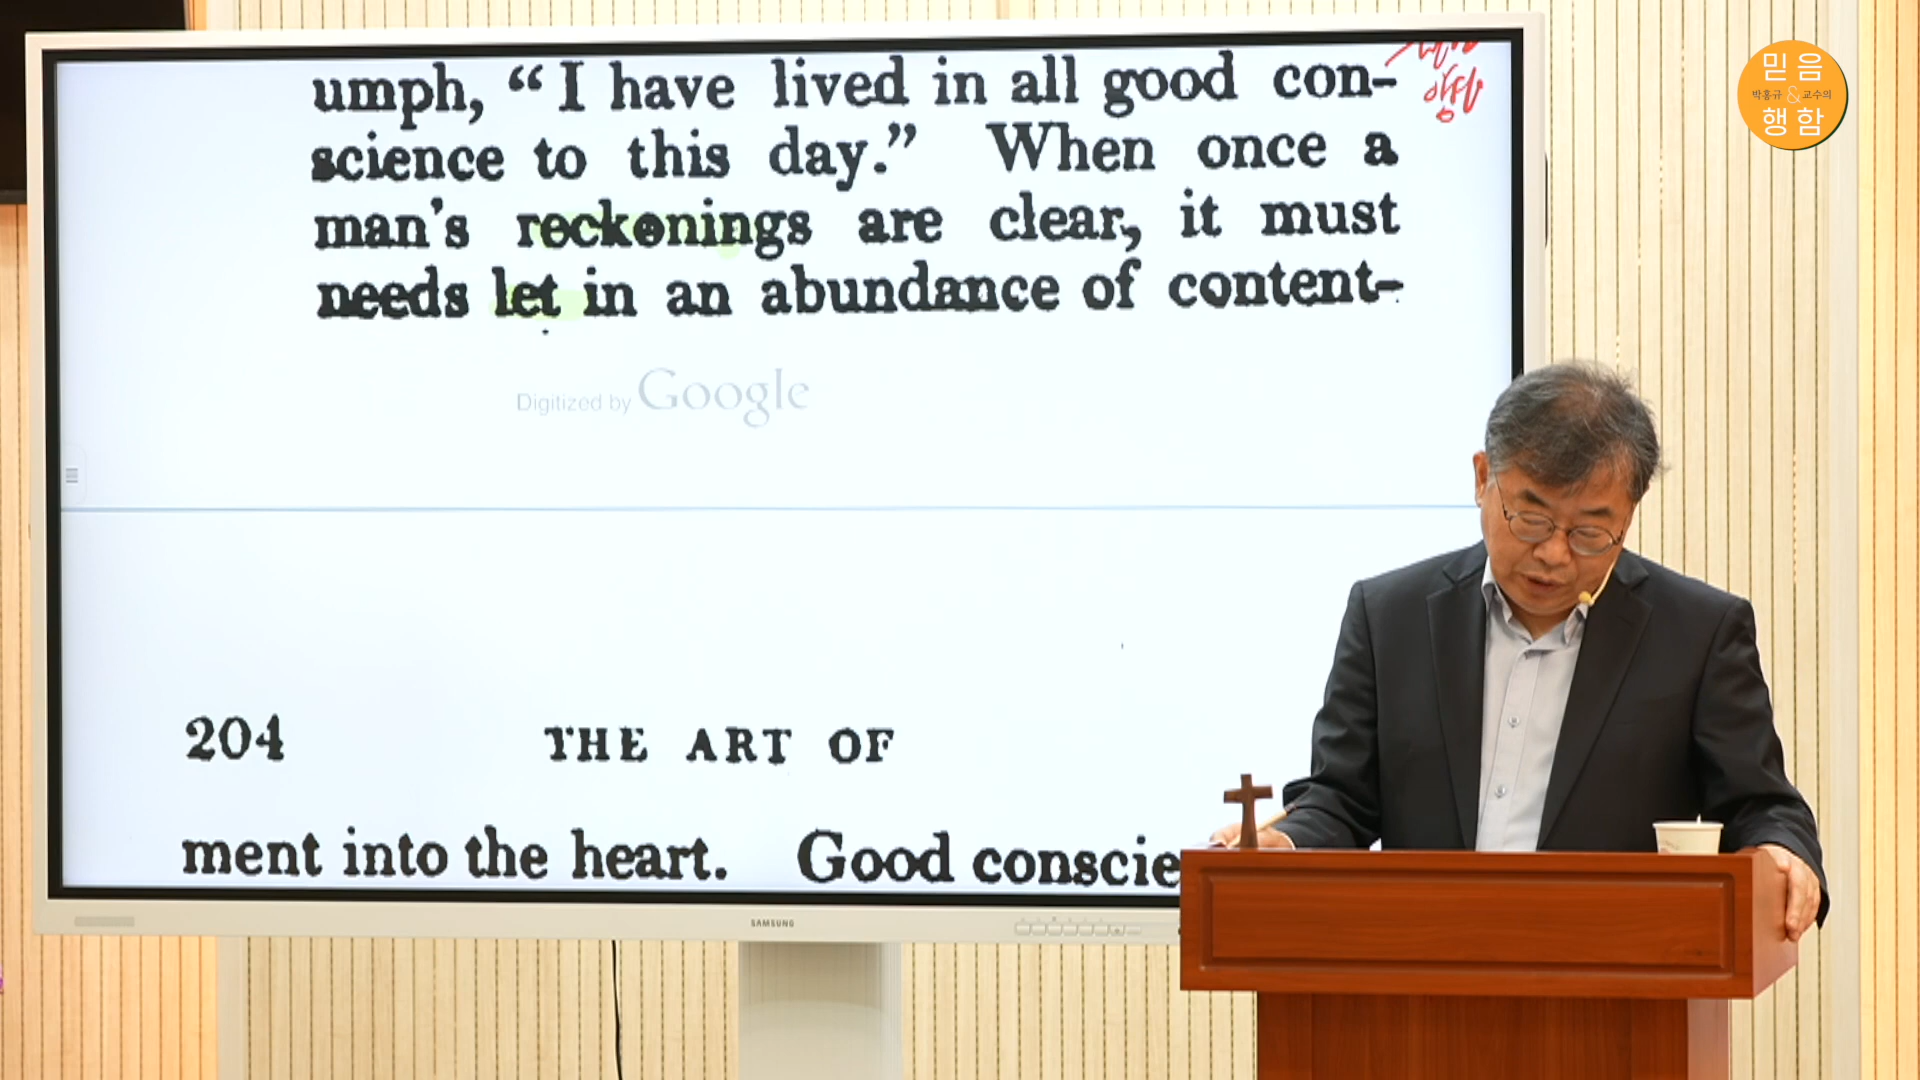 umph, “I have lived in all good con-
science to this day.” When once a
man’s reckonings are clear, it must
needs let in an abundance of content-
Digitized by Google
204 THE ART OF
ment into the heart. Good conscie
SAMSUNG
믿음
박홍규 & 교수의
행함
양심